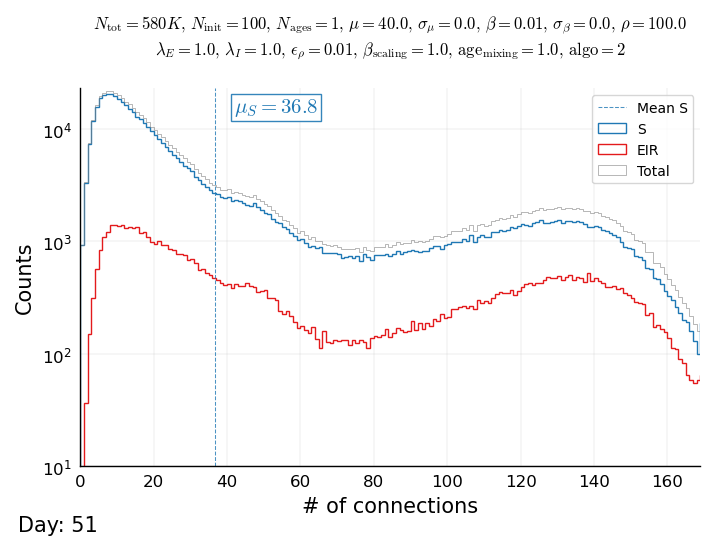 N_tot = 580K, N_init = 100, N_ages = 1, μ = 40.0, σ_μ = 0.0, β = 0.01, σ_β = 0.0, ρ = 100.0
λ_E = 1.0, λ_I = 1.0, ϵ_ρ = 0.01, β_scaling = 1.0, age_mixing = 1.0, algo = 2
μ_S = 36.8
Mean S
S
EIR
Total
Counts
10^4
10^3
10^2
10^1
0 20 40 60 80 100 120 140 160
# of connections
Day: 51